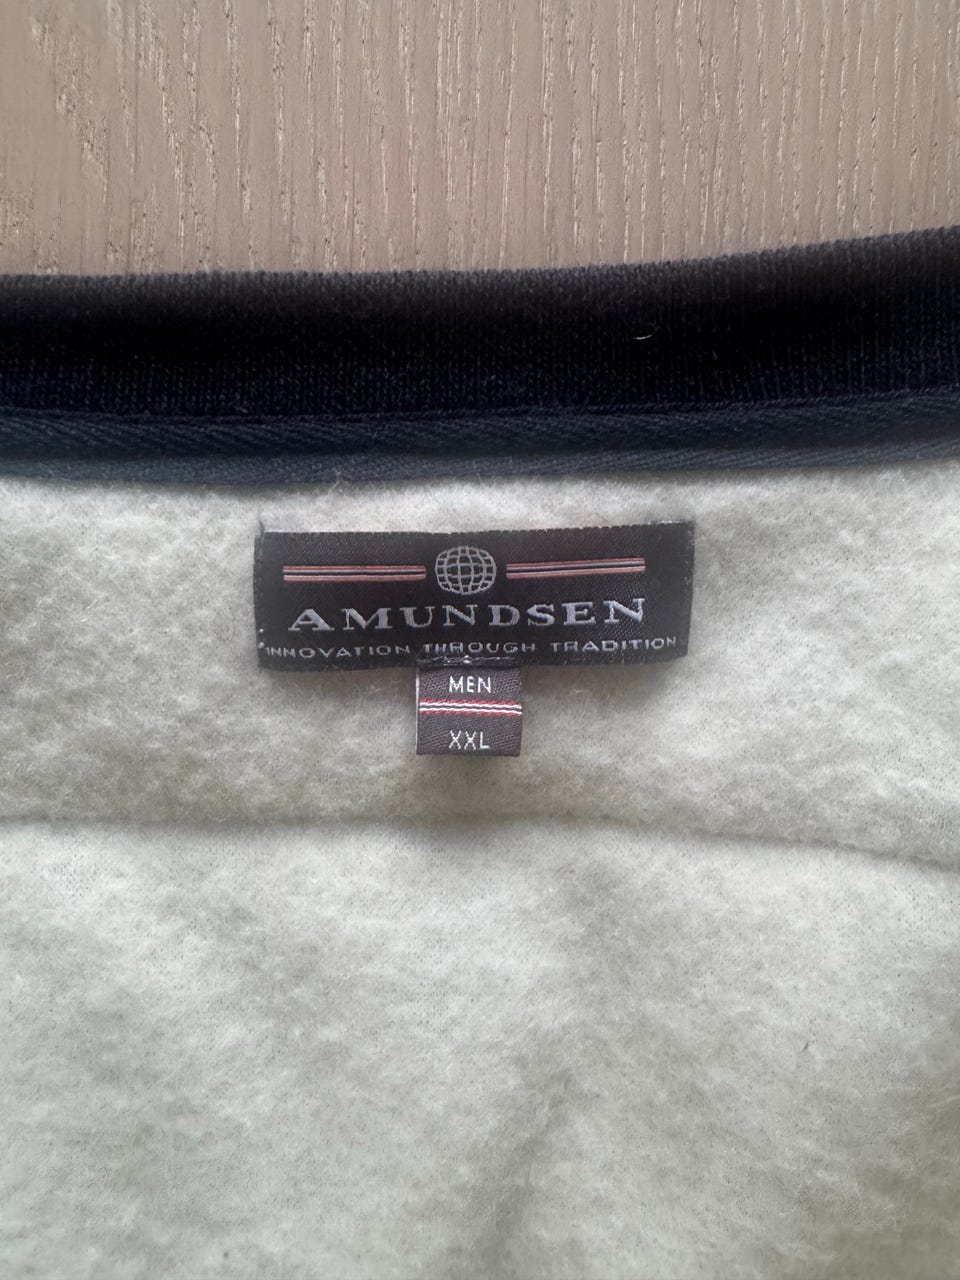 AMUNDSEN
INNOVATION THROUGH TRADITION
MEN
XXL